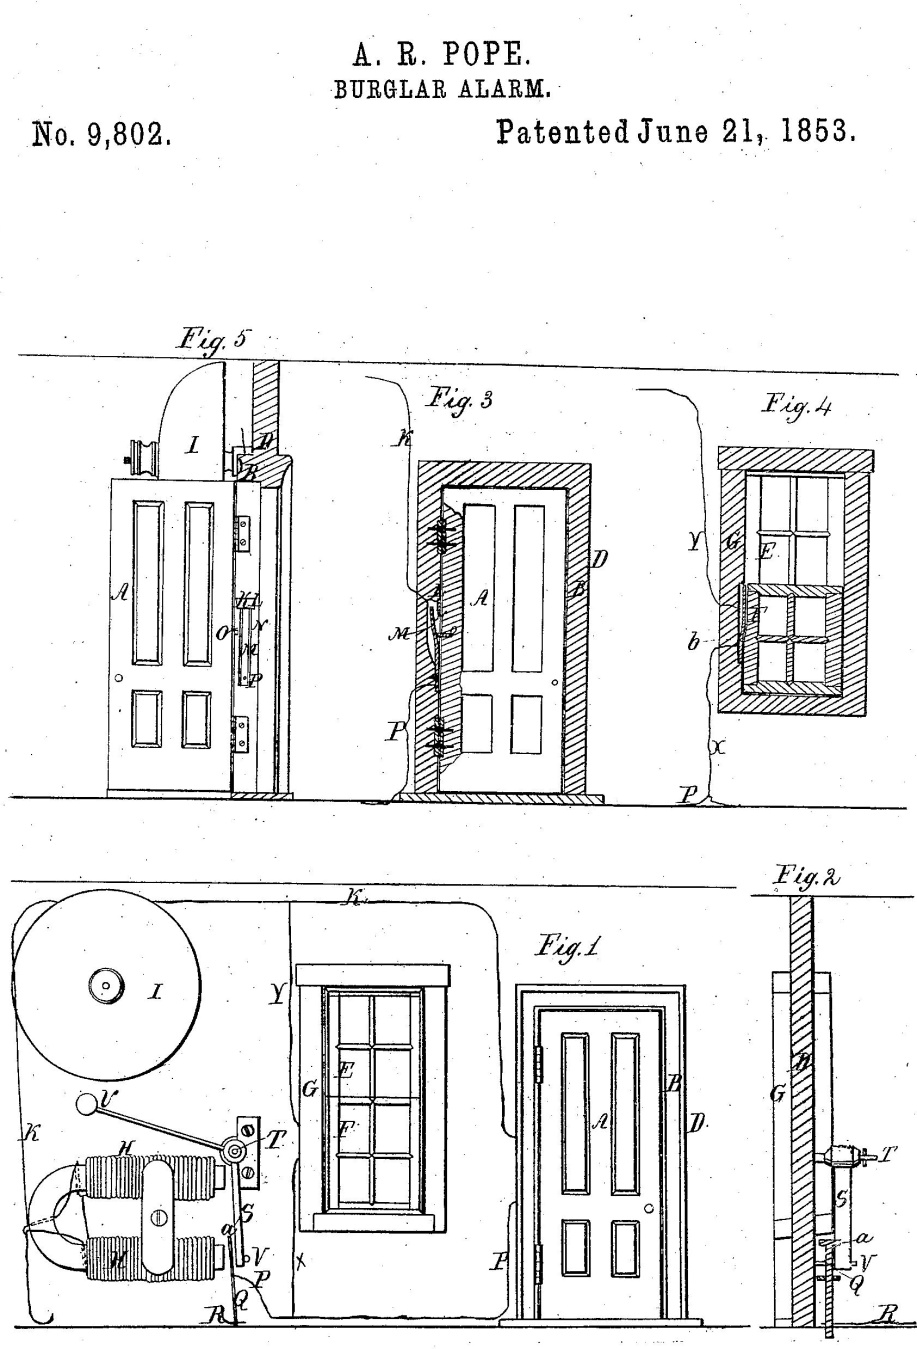 A. R. POPE.
BURGLAR ALARM.
No. 9,802. Patented June 21, 1853.
Fig. 5
I
A
O
N
M
P
Fig. 3
K
D
A
B
M
P
Fig. 4
Y
G
E
F
b
x
P
Fig. 1
K
I
Y
E
G
F
B
A
D
V
T
K
H
H
S
a
V
P
x
P
Q
R
Fig. 2
G
T
S
a
V
Q
R